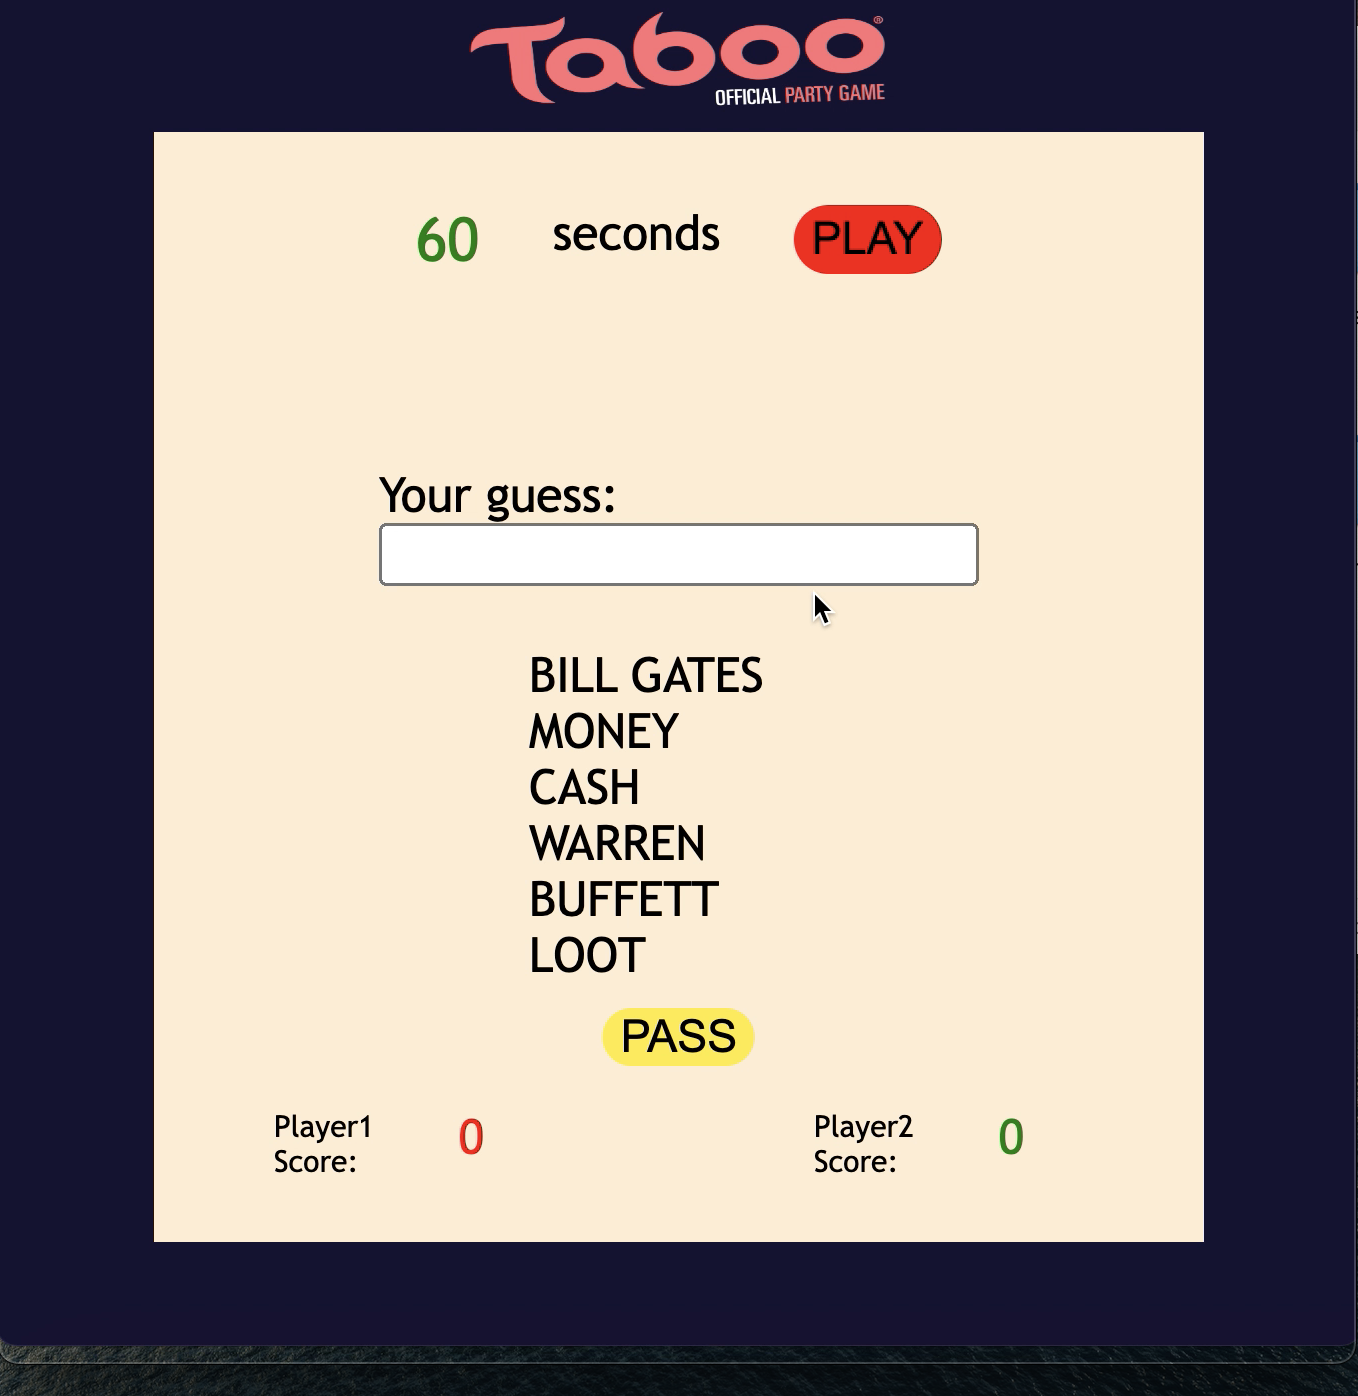 Taboo®
OFFICIAL PARTY GAME
60 seconds PLAY
Your guess:
BILL GATES
MONEY
CASH
WARREN
BUFFETT
LOOT
PASS
Player1 0 Player2 0
Score: Score: